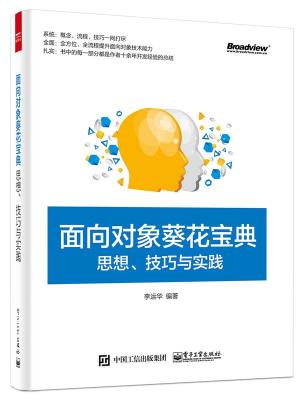 Broadview®
系统：概念、流程、技巧一网打尽
全面：全方位、全流程提升面向对象技术能力
扎实：书中的每一部分都是作者十余年开发经验的总结
面向对象葵花宝典
思想、技巧与实践
李运华 编著
中国工信出版集团
电子工业出版社
面向对象葵花宝典
思想、技巧与实践